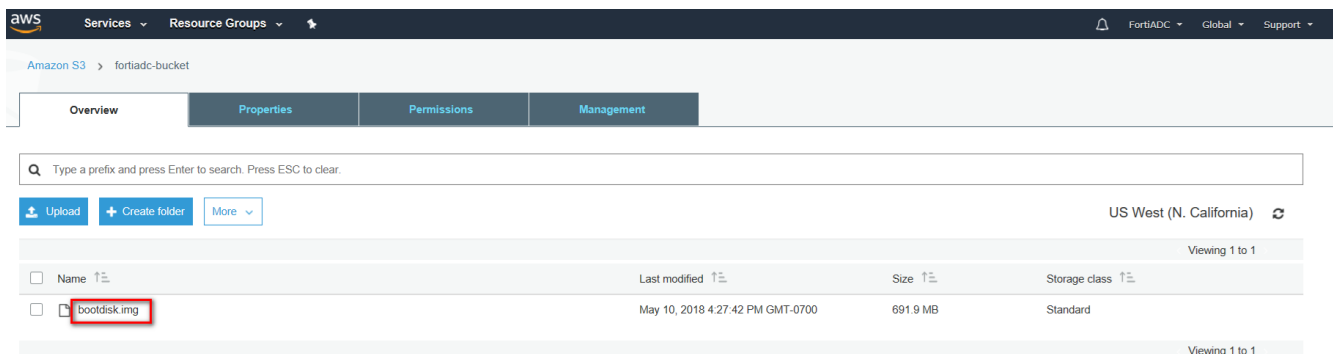 aws Services Resource Groups FortiADC Global Support
Amazon S3 > fortiadc-bucket
Overview Properties Permissions Management
Type a prefix and press Enter to search. Press ESC to clear.
Upload + Create folder More US West (N. California)
Viewing 1 to 1
Name Last modified Size Storage class
bootdisk.img May 10, 2018 4:27:42 PM GMT-0700 691.9 MB Standard
Viewing 1 to 1